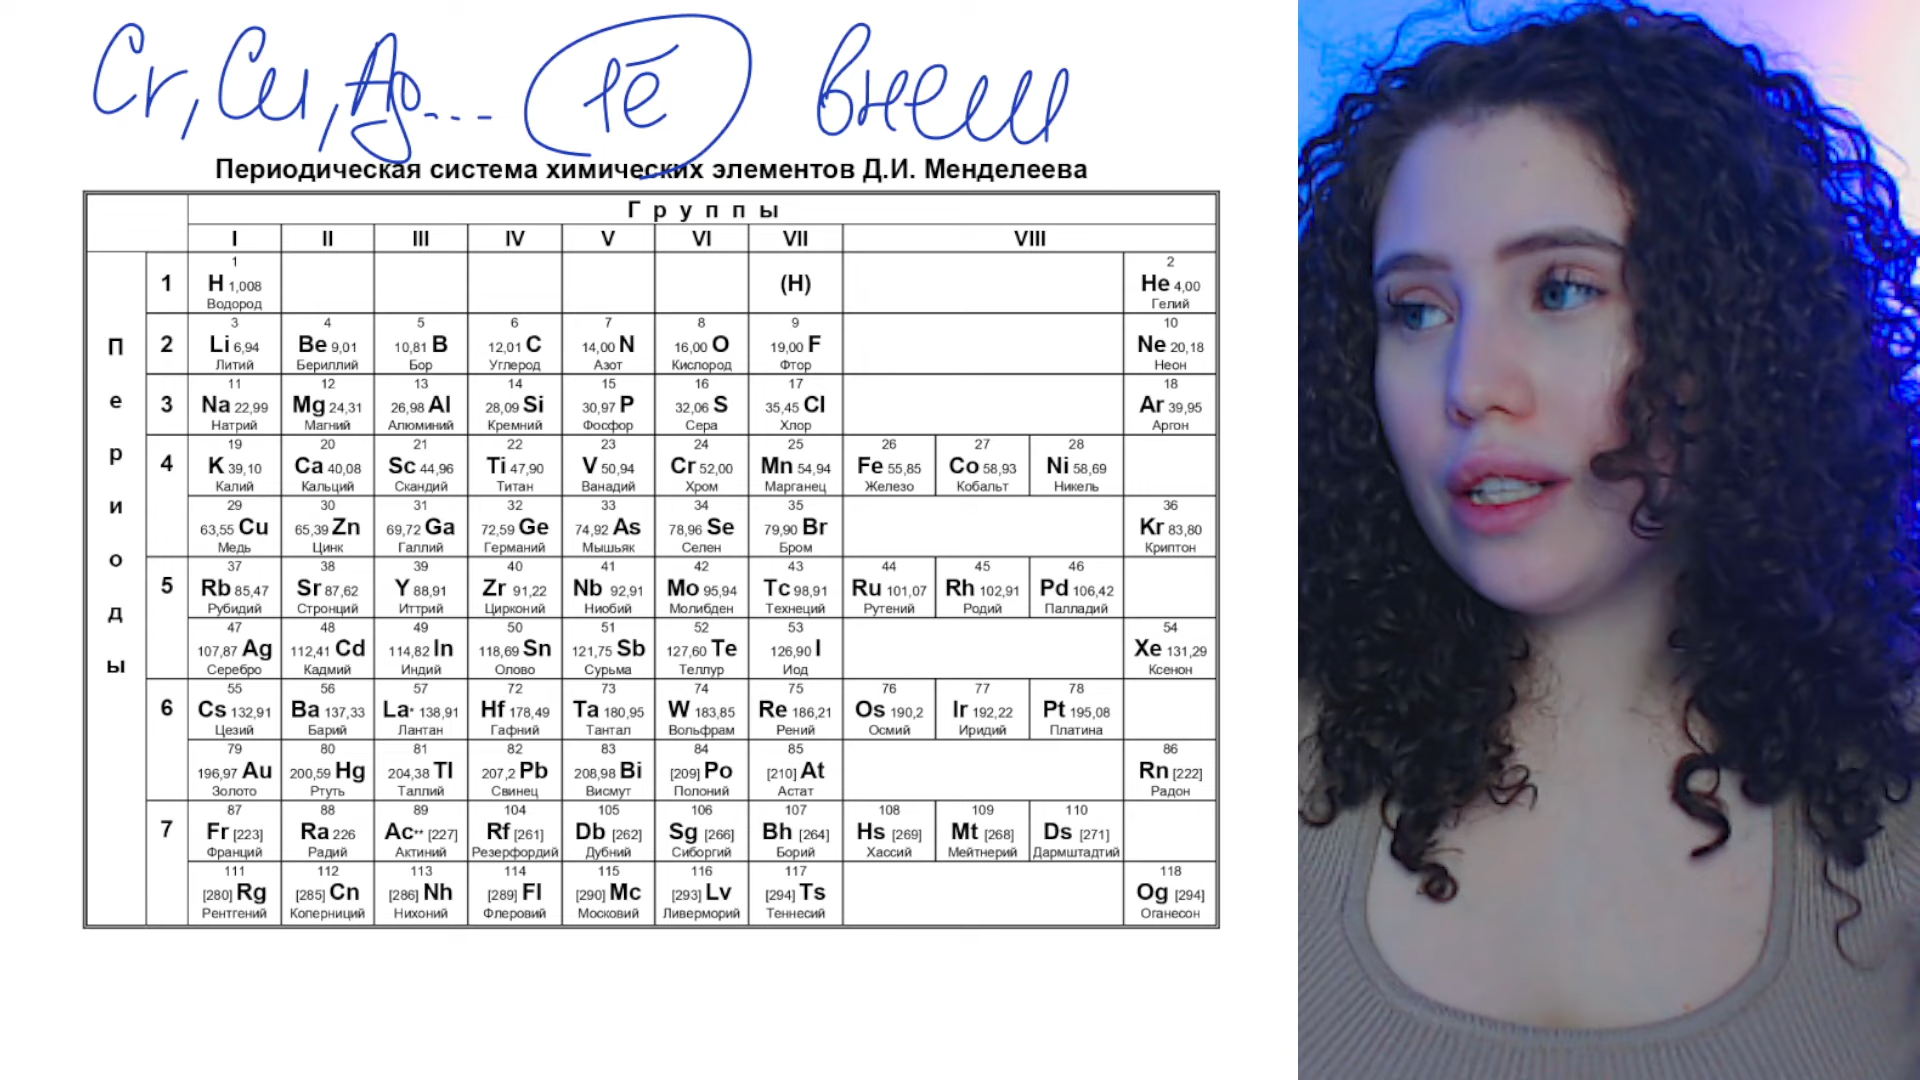 Cr, Cu, Ag... 1ē внеш
Периодическая система химических элементов Д.И. Менделеева
Группы
I II III IV V VI VII VIII
Периоды
1
1 2
H 1,008 (H) He 4,00
Водород Гелий
3 4 5 6 7 8 9 10
2 Li 6,94 Be 9,01 10,81 B 12,01 C 14,00 N 16,00 O 19,00 F Ne 20,18
Литий Бериллий Бор Углерод Азот Кислород Фтор Неон
11 12 13 14 15 16 17 18
3 Na 22,99 Mg 24,31 26,98 Al 28,09 Si 30,97 P 32,06 S 35,45 Cl Ar 39,95
Натрий Магний Алюминий Кремний Фосфор Сера Хлор Аргон
19 20 21 22 23 24 25 26 27 28
4 K 39,10 Ca 40,08 Sc 44,96 Ti 47,90 V 50,94 Cr 52,00 Mn 54,94 Fe 55,85 Co 58,93 Ni 58,69
Калий Кальций Скандий Титан Ванадий Хром Марганец Железо Кобальт Никель
29 30 31 32 33 34 35 36
63,55 Cu 65,39 Zn 69,72 Ga 72,59 Ge 74,92 As 78,96 Se 79,90 Br Kr 83,80
Медь Цинк Галлий Германий Мышьяк Селен Бром Криптон
37 38 39 40 41 42 43 44 45 46
5 Rb 85,47 Sr 87,62 Y 88,91 Zr 91,22 Nb 92,91 Mo 95,94 Tc 98,91 Ru 101,07 Rh 102,91 Pd 106,42
Рубидий Стронций Иттрий Цирконий Ниобий Молибден Технеций Рутений Родий Палладий
47 48 49 50 51 52 53 54
107,87 Ag 112,41 Cd 114,82 In 118,69 Sn 121,75 Sb 127,60 Te 126,90 I Xe 131,29
Серебро Кадмий Индий Олово Сурьма Теллур Иод Ксенон
55 56 57 72 73 74 75 76 77 78
6 Cs 132,91 Ba 137,33 La* 138,91 Hf 178,49 Ta 180,95 W 183,85 Re 186,21 Os 190,2 Ir 192,22 Pt 195,08
Цезий Барий Лантан Гафний Тантал Вольфрам Рений Осмий Иридий Платина
79 80 81 82 83 84 85 86
196,97 Au 200,59 Hg 204,38 Tl 207,2 Pb 208,98 Bi [209] Po [210] At Rn [222]
Золото Ртуть Таллий Свинец Висмут Полоний Астат Радон
87 88 89 104 105 106 107 108 109 110
7 Fr [223] Ra 226 Ac** [227] Rf [261] Db [262] Sg [266] Bh [264] Hs [269] Mt [268] Ds [271]
Франций Радий Актиний Резерфордий Дубний Сиборгий Борий Хассий Мейтнерий Дармштадтий
111 112 113 114 115 116 117 118
[280] Rg [285] Cn [286] Nh [289] Fl [290] Mc [293] Lv [294] Ts Og [294]
Рентгений Коперниций Нихоний Флеровий Московий Ливерморий Теннесий Оганесон